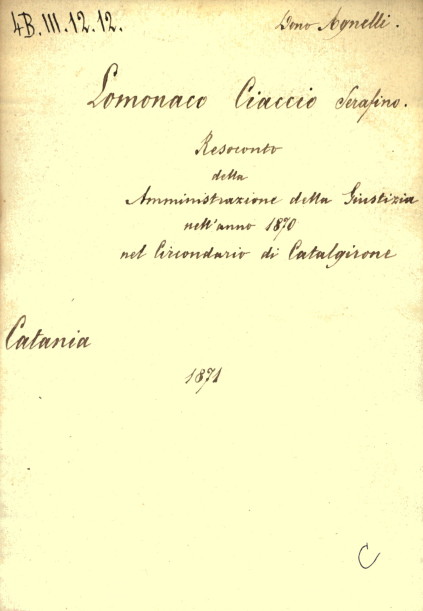 4B.III.12.12.
Dono Agnelli.
Lomonaco Ciaccio Serafino.
Resoconto
della
Amministrazione della Giustizia
nell'anno 1870
nel Circondario di Catalgirone
Catania
1871
C